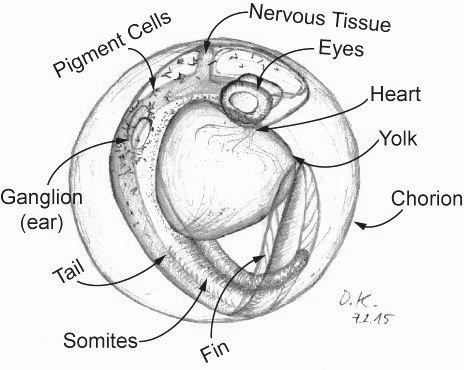 Nervous Tissue
Pigment Cells
Eyes
Heart
Yolk
Ganglion
(ear)
Chorion
Tail
Somites
Fin
D.K.
7.2.15